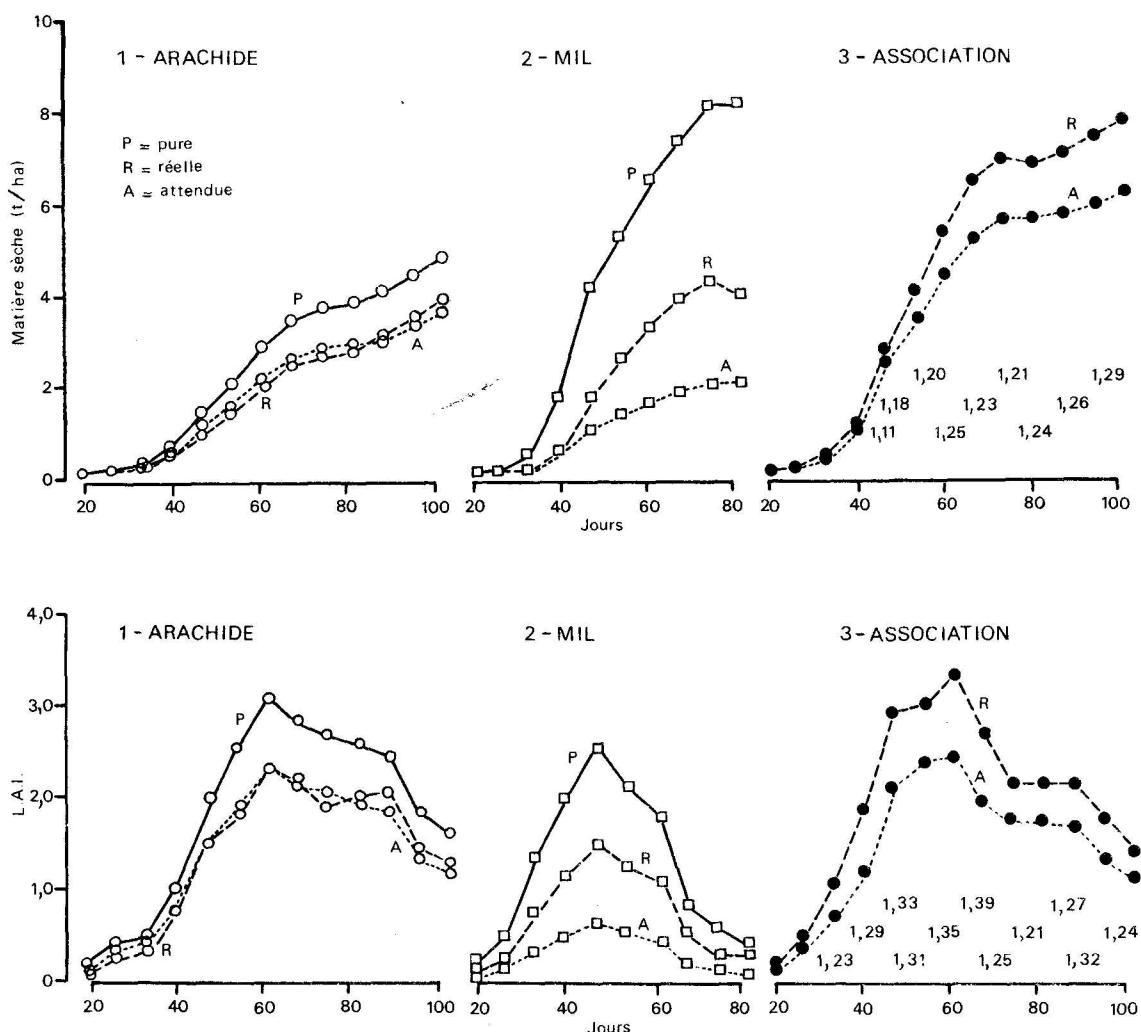 1 - ARACHIDE
2 - MIL
3 - ASSOCIATION
10
8
6
4
2
0
Matière sèche (t/ha)
P = pure
R = réelle
A = attendue
P
R
A
P
R
A
R
A
1,20
1,21
1,29
1,18
1,23
1,26
1,11
1,25
1,24
20
40
60
80
100
20
40
60
80
20
40
60
80
100
Jours
1 - ARACHIDE
2 - MIL
3 - ASSOCIATION
4,0
3,0
2,0
1,0
0
L.A.I.
P
R
A
P
R
A
R
A
1,33
1,39
1,27
1,29
1,35
1,21
1,24
1,23
1,31
1,25
1,32
20
40
60
80
100
20
40
60
80
20
40
60
80
100
Jours